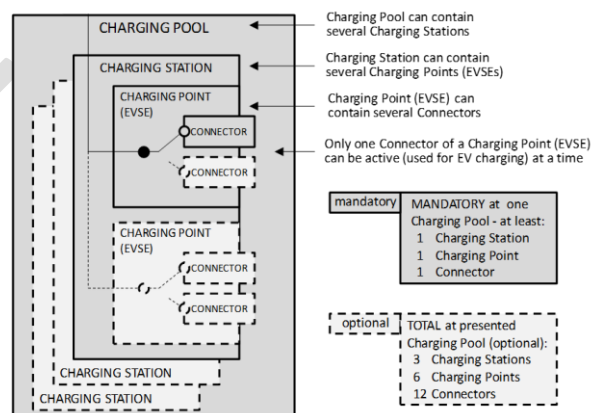 CHARGING POOL
CHARGING STATION
CHARGING POINT
(EVSE)
CONNECTOR
CONNECTOR
CHARGING POINT
(EVSE)
CONNECTOR
CONNECTOR
CHARGING STATION
CHARGING STATION
Charging Pool can contain
several Charging Stations
Charging Station can contain
several Charging Points (EVSEs)
Charging Point (EVSE) can
contain several Connectors
Only one Connector of a Charging Point (EVSE)
can be active (used for EV charging) at a time
mandatory
MANDATORY at one
Charging Pool - at least:
1 Charging Station
1 Charging Point
1 Connector
optional
TOTAL at presented
Charging Pool (optional):
3 Charging Stations
6 Charging Points
12 Connectors